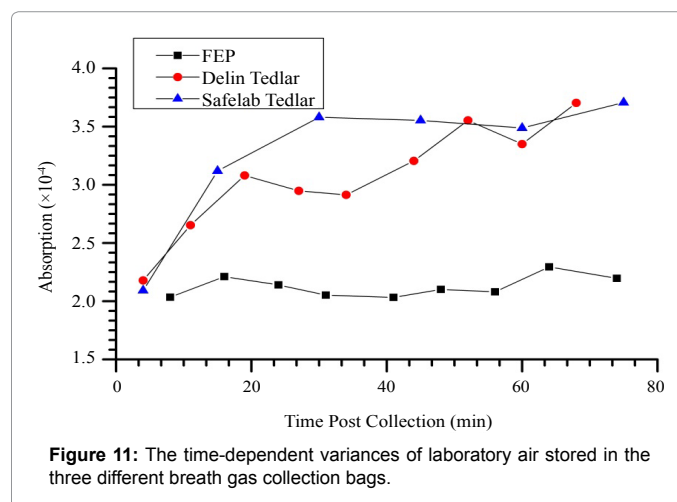 FEP
Delin Tedlar
Safelab Tedlar
4.0
3.5
3.0
2.5
2.0
1.5
Absorption (×10⁻⁴)
0 20 40 60 80
Time Post Collection (min)
Figure 11: The time-dependent variances of laboratory air stored in the
three different breath gas collection bags.